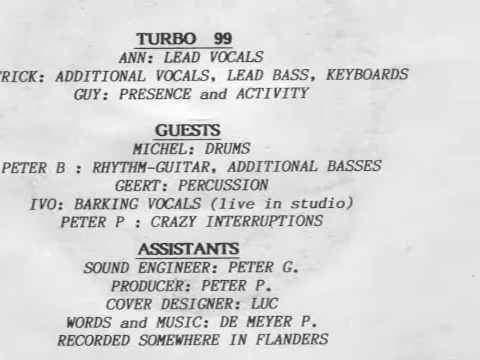 TURBO 99
ANN: LEAD VOCALS
RICK: ADDITIONAL VOCALS, LEAD BASS, KEYBOARDS
GUY: PRESENCE and ACTIVITY
GUESTS
MICHEL: DRUMS
PETER B : RHYTHM-GUITAR, ADDITIONAL BASSES
GEERT: PERCUSSION
IVO: BARKING VOCALS (live in studio)
PETER P : CRAZY INTERRUPTIONS
ASSISTANTS
SOUND ENGINEER: PETER G.
PRODUCER: PETER P.
COVER DESIGNER: LUC
WORDS and MUSIC: DE MEYER P.
RECORDED SOMEWHERE IN FLANDERS